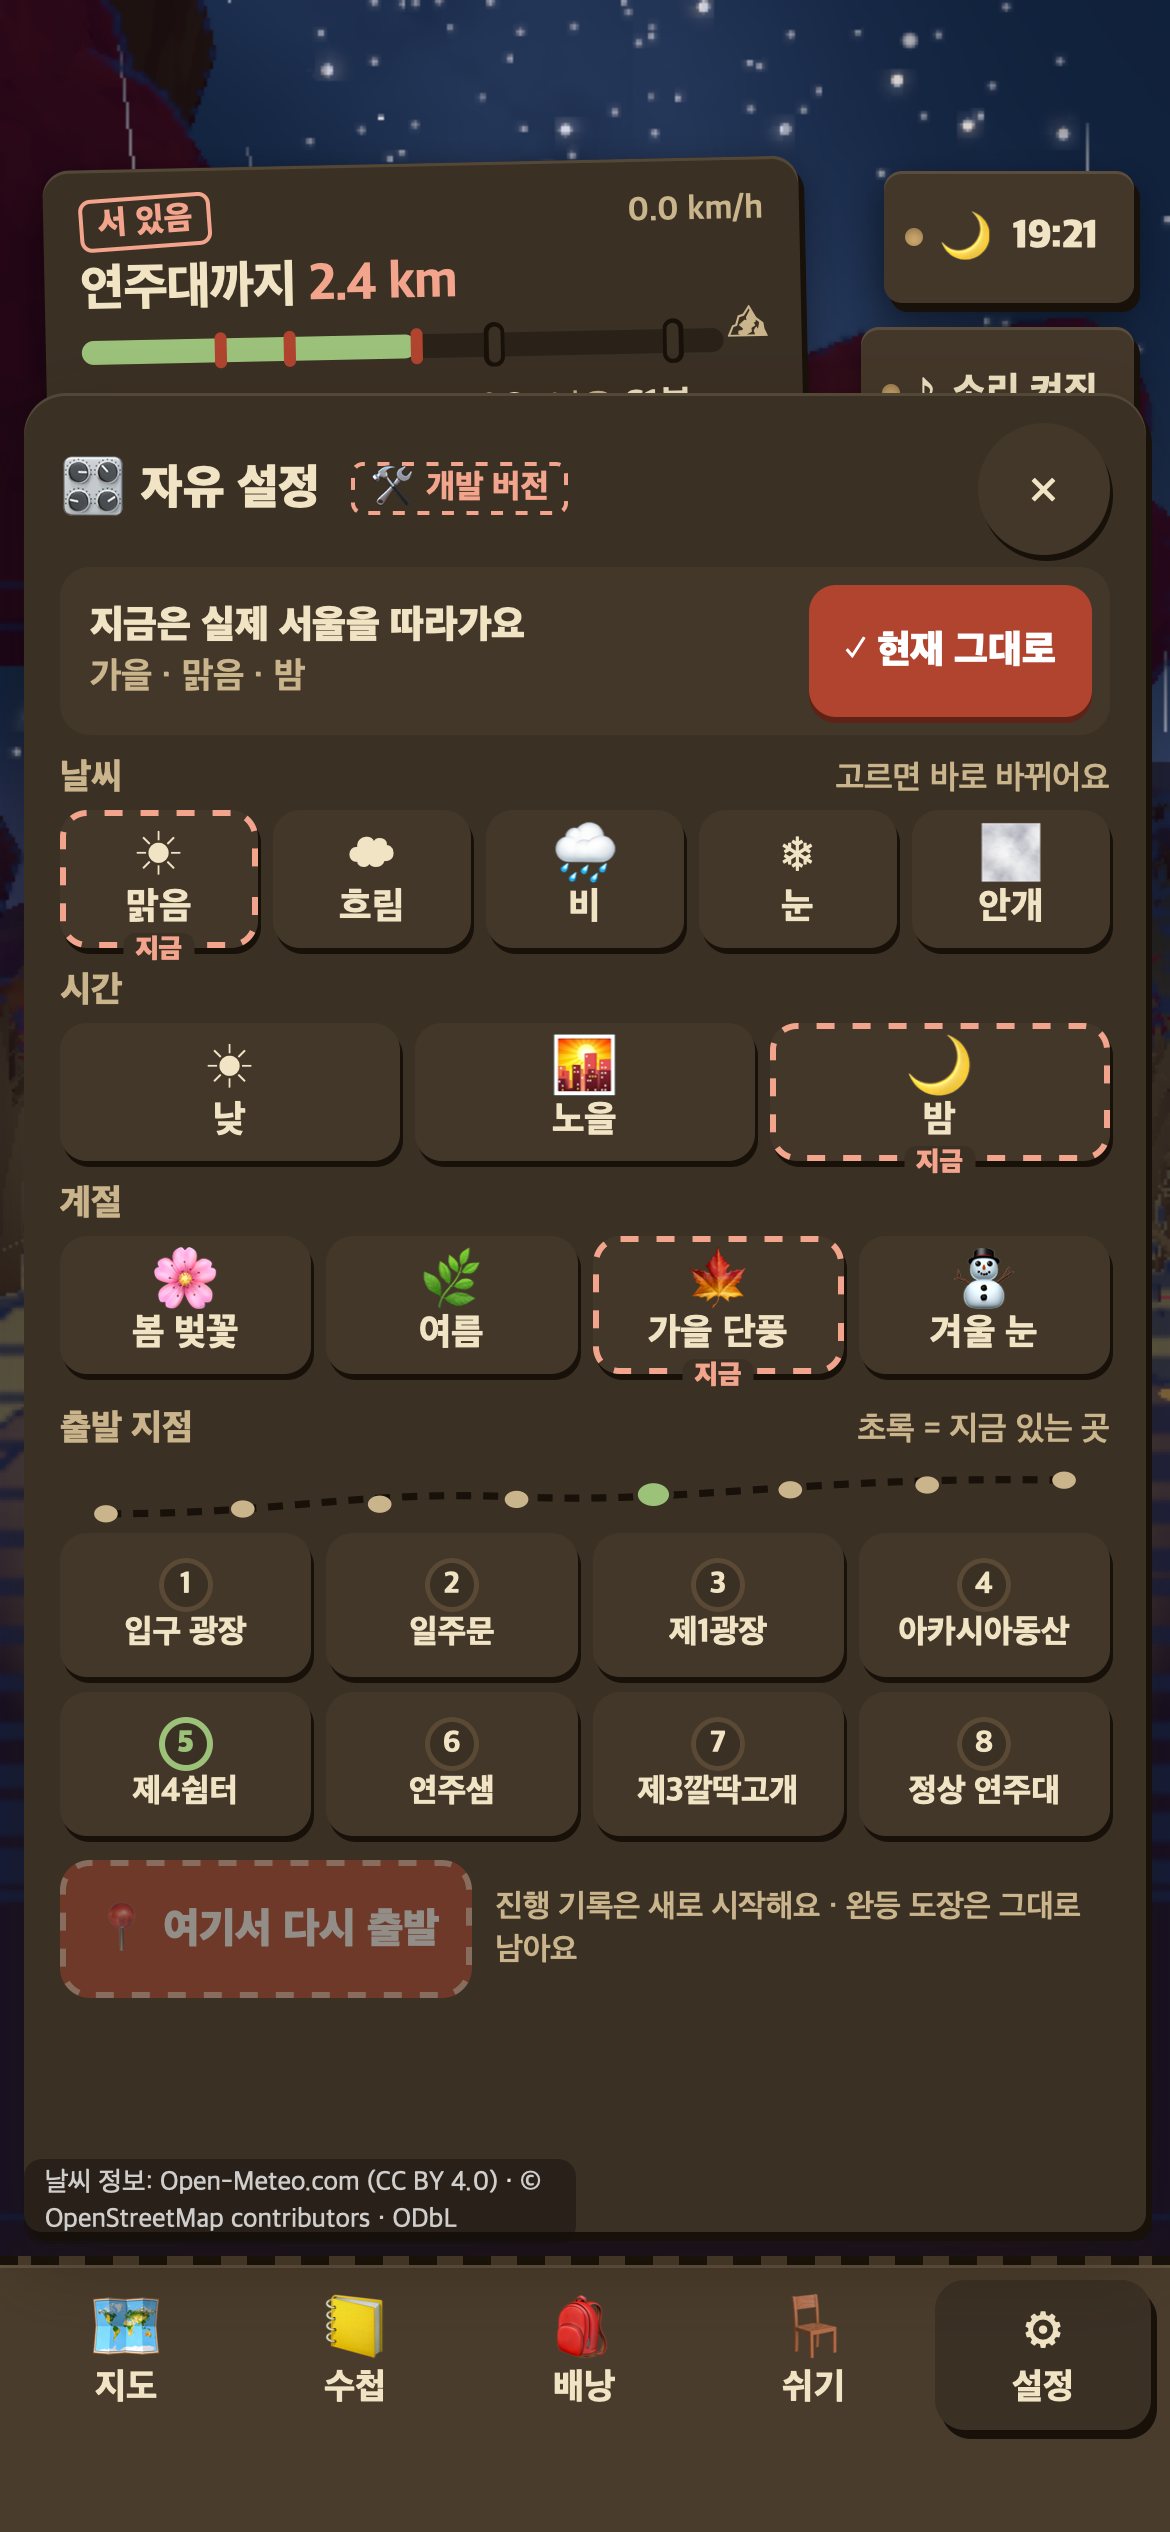 서 있음
0.0 km/h
19:21
연주대까지 2.4 km
♪ 소리 켜짐
자유 설정
개발 버전
×
지금은 실제 서울을 따라가요
가을 · 맑음 · 밤
✓ 현재 그대로
날씨
고르면 바로 바뀌어요
맑음
흐림
비
눈
안개
지금
시간
낮
노을
밤
지금
계절
봄 벚꽃
여름
가을 단풍
겨울 눈
지금
출발 지점
초록 = 지금 있는 곳
1
2
3
4
입구 광장
일주문
제1광장
아카시아동산
5
6
7
8
제4쉼터
연주샘
제3깔딱고개
정상 연주대
여기서 다시 출발
진행 기록은 새로 시작해요 · 완등 도장은 그대로
남아요
날씨 정보: Open-Meteo.com (CC BY 4.0) · ©
OpenStreetMap contributors · ODbL
지도
수첩
배낭
쉬기
설정